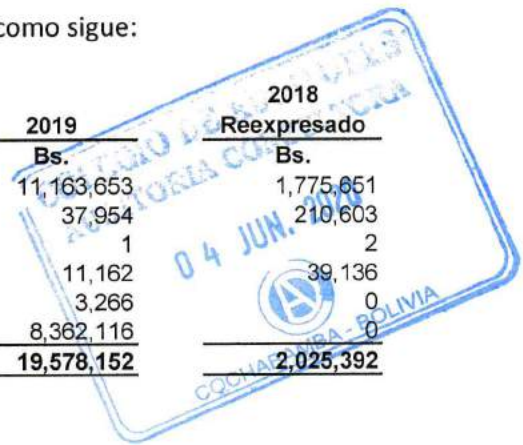 como sigue:
2018
2019 Reexpresado
Bs. Bs.
11,163,653 1,775,651
37,954 210,603
1 2
11,162 39,136
3,266 0
8,362,116 0
19,578,152 2,025,392
AUDITORIA
04 JUN. 2020
COCHABAMBA - BOLIVIA